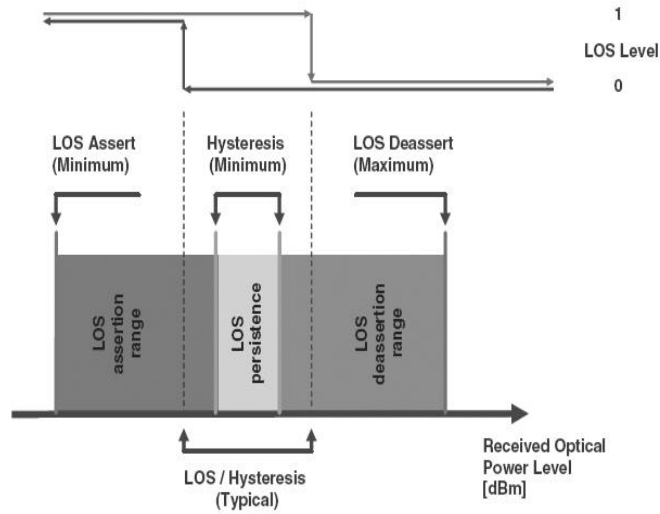 1
LOS Level
0
LOS Assert
(Minimum)
Hysteresis
(Minimum)
LOS Deassert
(Maximum)
LOS
assertion
range
LOS
persistence
LOS
deassertion
range
LOS / Hysteresis
(Typical)
Received Optical
Power Level
[dBm]